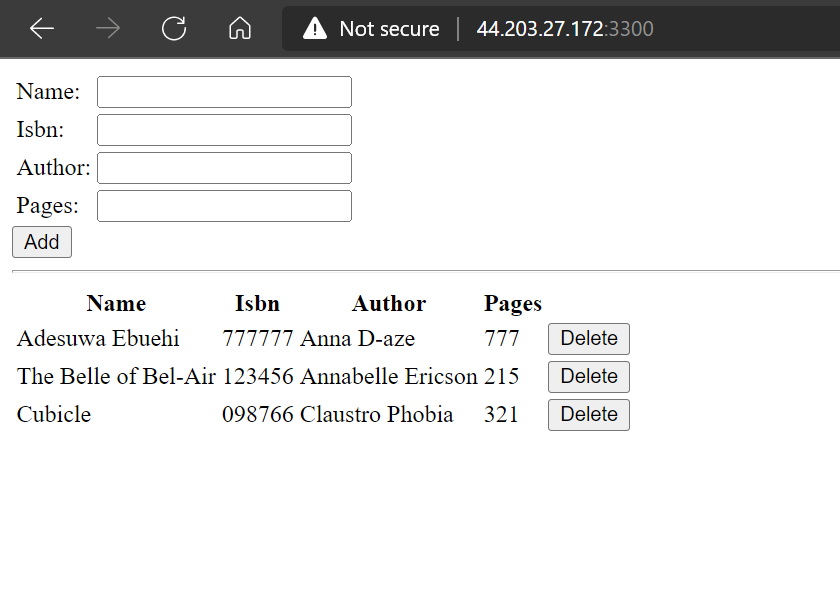 Not secure 44.203.27.172:3300
Name:
Isbn:
Author:
Pages:
Add
Name Isbn Author Pages
Adesuwa Ebuehi 777777 Anna D-aze 777 Delete
The Belle of Bel-Air 123456 Annabelle Ericson 215 Delete
Cubicle 098766 Claustro Phobia 321 Delete